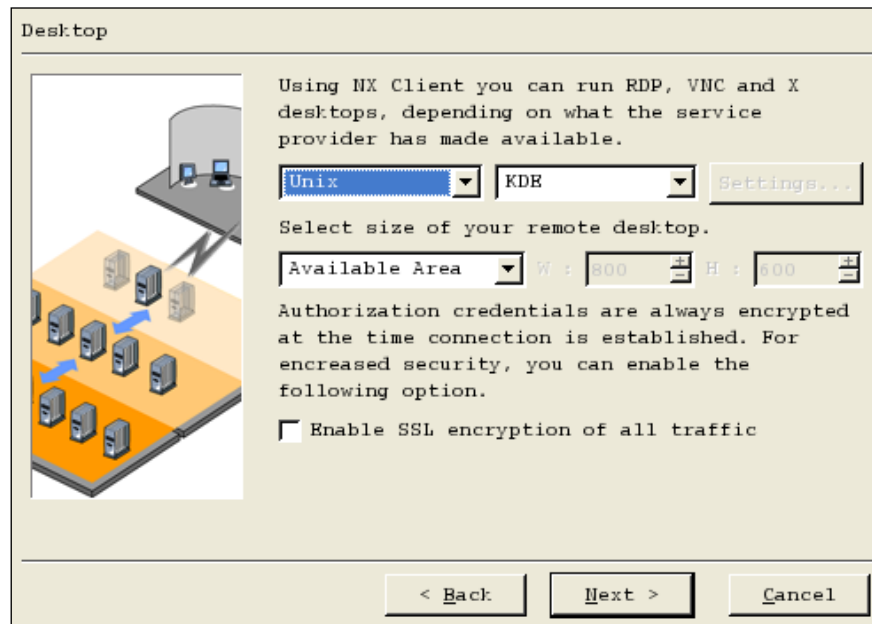 Desktop
Using NX Client you can run RDP, VNC and X
desktops, depending on what the service
provider has made available.
Unix KDE Settings...
Select size of your remote desktop.
Available Area W : 800 H : 600
Authorization credentials are always encrypted
at the time connection is established. For
encreased security, you can enable the
following option.
Enable SSL encryption of all traffic
< Back Next > Cancel